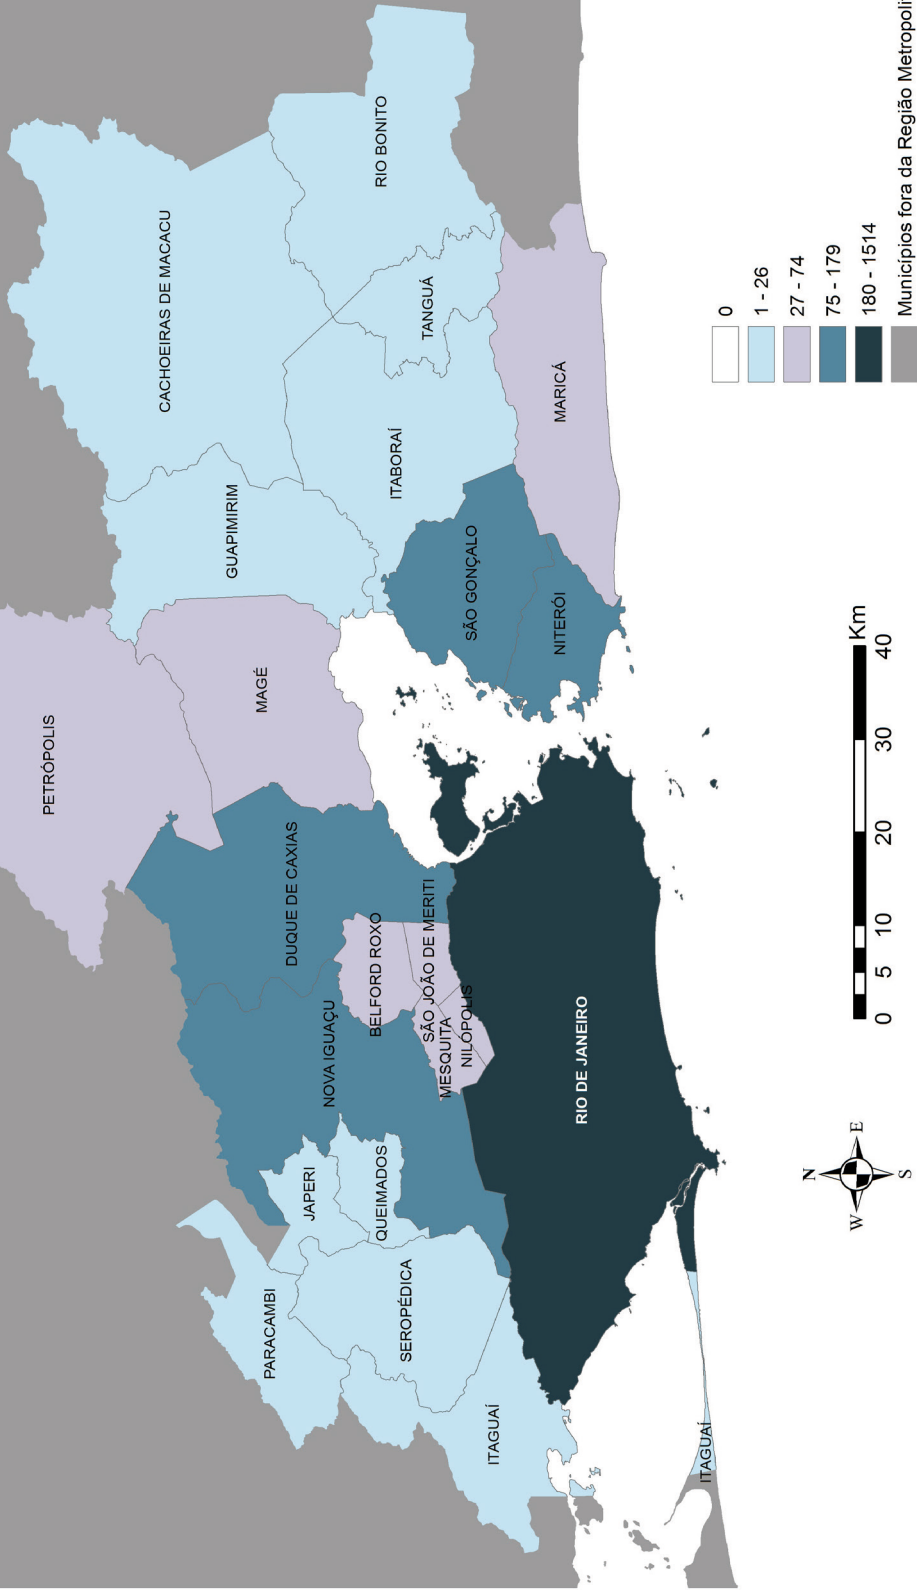 PETRÓPOLIS
CACHOEIRAS DE MACACU
GUAPIMIRIM
MAGÉ
RIO BONITO
PARACAMBI
JAPERI
NOVA IGUAÇU
DUQUE DE CAXIAS
ITABORAÍ
TANGUÁ
QUEIMADOS
BELFORD ROXO
SEROPÉDICA
SÃO JOÃO DE MERITI
MESQUITA
NILÓPOLIS
SÃO GONÇALO
ITAGUAÍ
NITERÓI
MARICÁ
RIO DE JANEIRO
ITAGUAÍ
N
W E
S
Km
0 5 10 20 30 40
0
1 - 26
27 - 74
75 - 179
180 - 1514
Municípios fora da Região